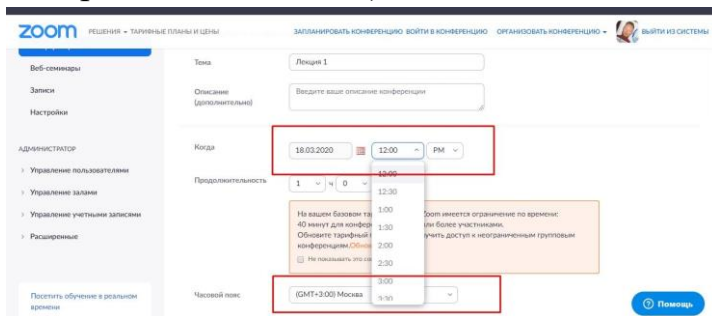 zoom РЕШЕНИЯ ТАРИФНЫЕ ПЛАНЫ И ЦЕНЫ ЗАПЛАНИРОВАТЬ КОНФЕРЕНЦИЮ ВОЙТИ В КОНФЕРЕНЦИЮ ОРГАНИЗОВАТЬ КОНФЕРЕНЦИЮ ВЫЙТИ ИЗ СИСТЕМЫ
Веб-семинары
Записи
Настройки
АДМИНИСТРАТОР
Управление пользователями
Управление залами
Управление учетными записями
Расширенные
Посетить обучение в реальном
времени
Тема Лекция 1
Описание
(дополнительно) Введите ваше описание конференции
Когда 18.03.2020 12:00 PM
Продолжительность 1 ч 0
12:00
12:30
1:00
1:30
2:00
2:30
3:00
3:30
На вашем базовом Zoom имеется ограничение по времени:
40 минут для или более участниками.
Обновите тарифный доступ к неограниченным групповым
конференциям.
Не показывать это
Часовой пояс (GMT+3:00) Москва
Помощь